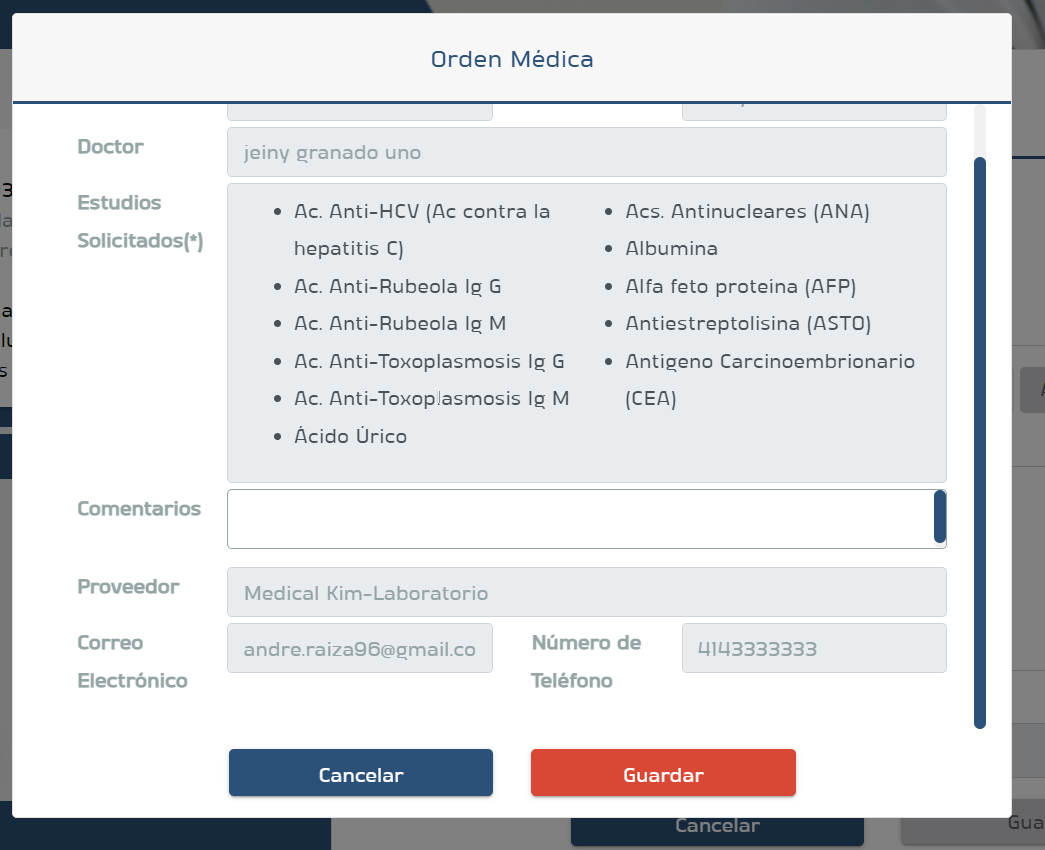 Orden Médica
Doctor
jeiny granado uno
Estudios
Solicitados(*)
Ac. Anti-HCV (Ac contra la
hepatitis C)
Ac. Anti-Rubeola Ig G
Ac. Anti-Rubeola Ig M
Ac. Anti-Toxoplasmosis Ig G
Ac. Anti-Toxoplasmosis Ig M
Ácido Úrico
Acs. Antinucleares (ANA)
Albumina
Alfa feto proteína (AFP)
Antiestreptolisina (ASTO)
Antígeno Carcinoembrionario
(CEA)
Comentarios
Proveedor
Medical Kim-Laboratorio
Correo
Electrónico
andre.raiza96@gmail.co
Número de
Teléfono
4143333333
Cancelar
Guardar
Cancelar